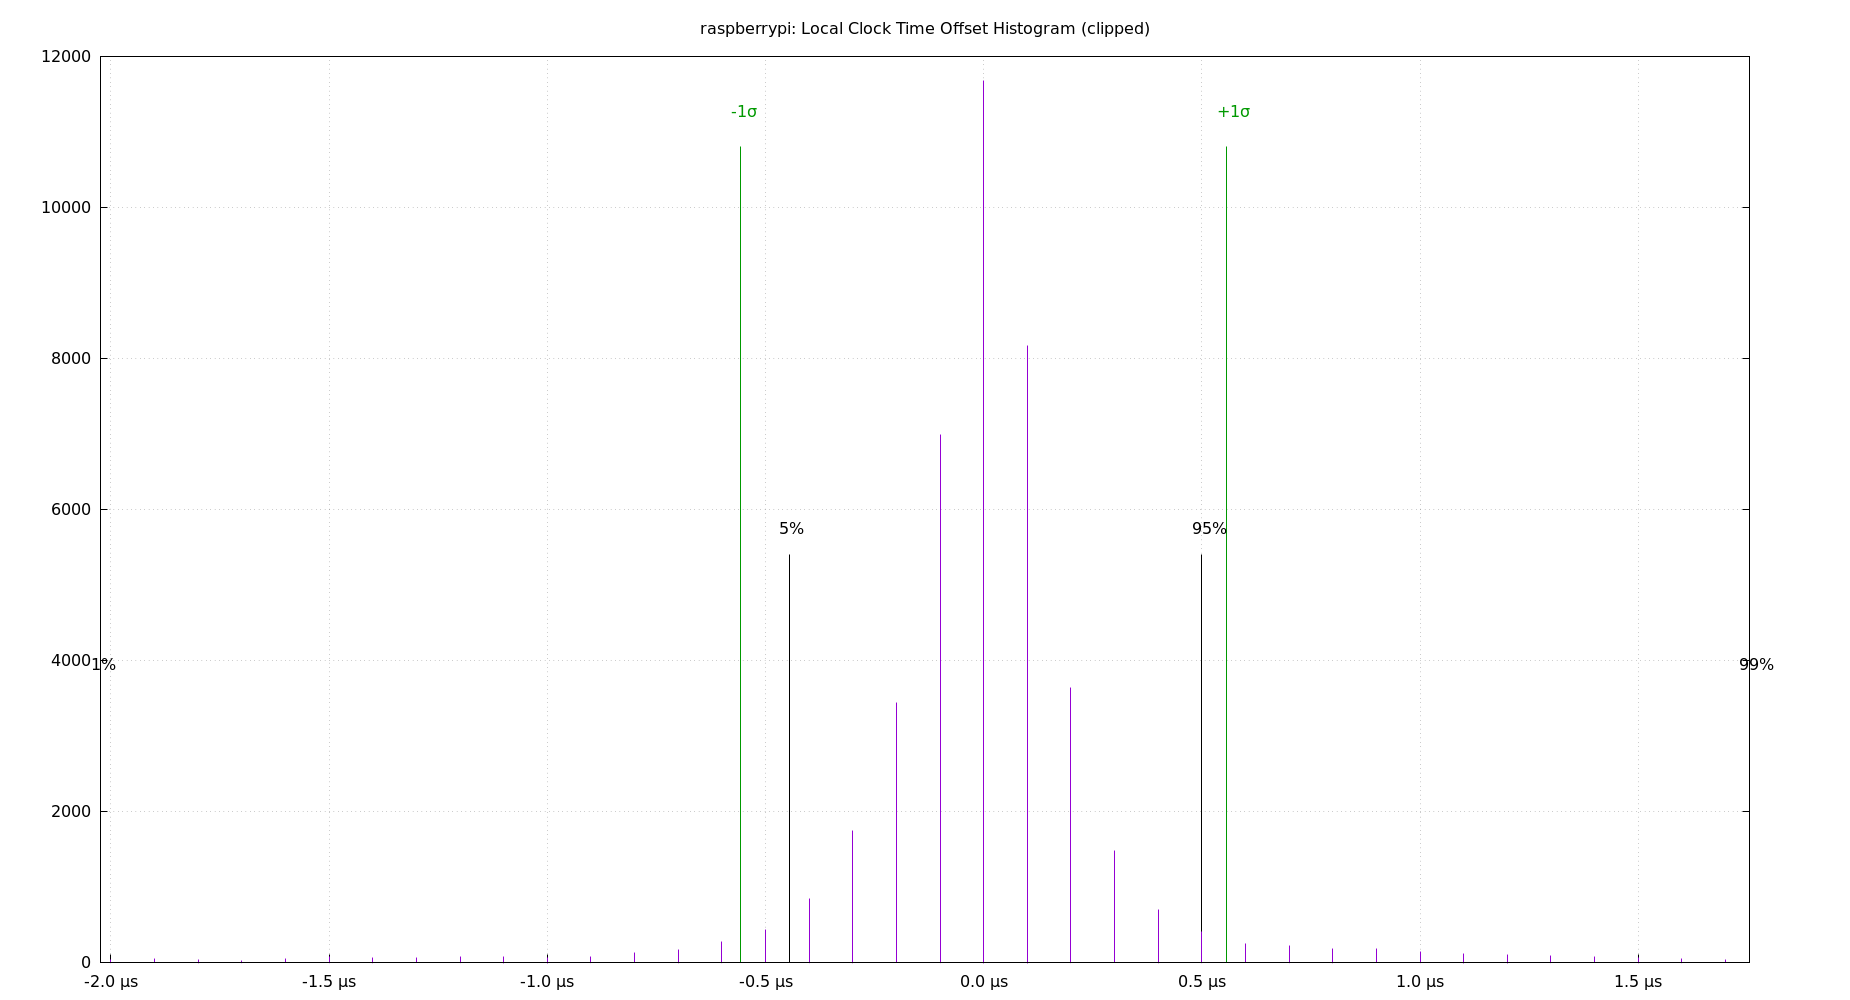 raspberrypi: Local Clock Time Offset Histogram (clipped)
12000
-1σ
+1σ
10000
8000
6000
5%
95%
4000
1%
99%
2000
0
-2.0 µs
-1.5 µs
-1.0 µs
-0.5 µs
0.0 µs
0.5 µs
1.0 µs
1.5 µs